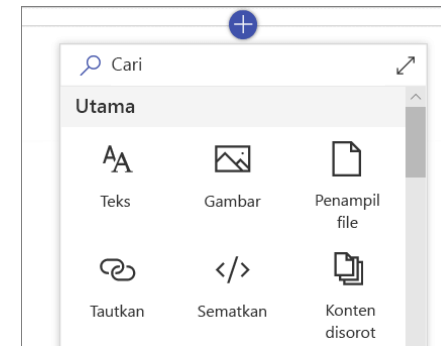 Cari
Utama
Teks
Gambar
Penampil
file
Tautkan
Sematkan
Konten
disorot